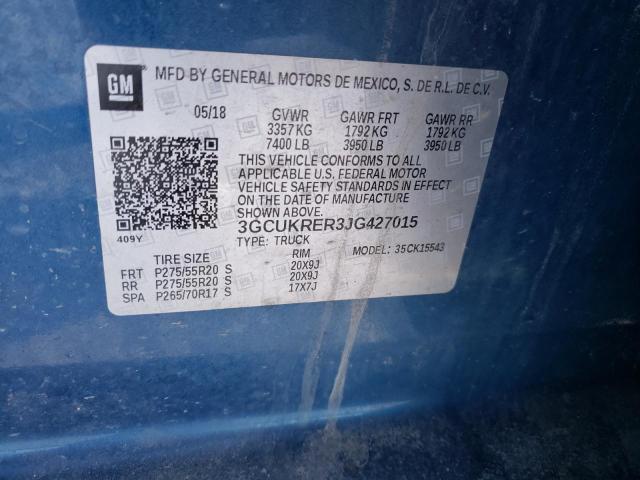 GM
MFD BY GENERAL MOTORS DE MEXICO, S. DE R.L. DE C.V.
05/18 GVWR GAWR FRT GAWR RR
3357 KG 1792 KG 1792 KG
7400 LB 3950 LB 3950 LB
THIS VEHICLE CONFORMS TO ALL
APPLICABLE U.S. FEDERAL MOTOR
VEHICLE SAFETY STANDARDS IN EFFECT
ON THE DATE OF MANUFACTURE
SHOWN ABOVE.
3GCUKRER3JG427015
409Y
TYPE: TRUCK MODEL: 35CK15543
TIRE SIZE RIM
FRT P275/55R20 S 20X9J
RR P275/55R20 S 20X9J
SPA P265/70R17 S 17X7J